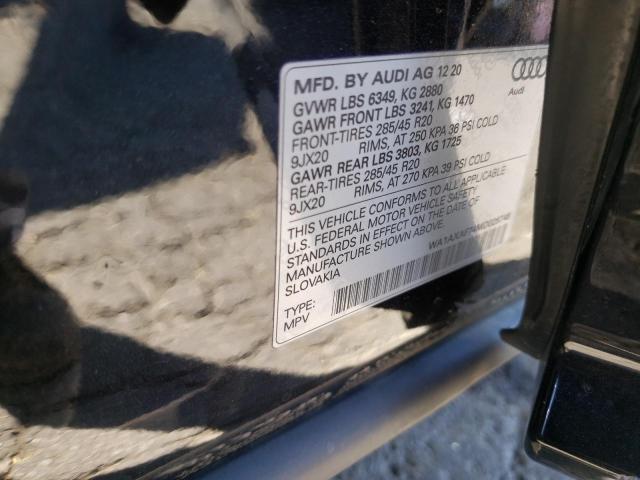 MFD. BY AUDI AG 12 20
GVWR LBS 6349, KG 2880
GAWR FRONT LBS 3241, KG 1470
FRONT-TIRES 285/45 R20
9JX20 RIMS, AT 250 KPA 36 PSI COLD
GAWR REAR LBS 3803, KG 1725
REAR-TIRES 285/45 R20
9JX20 RIMS, AT 270 KPA 39 PSI COLD
THIS VEHICLE CONFORMS TO ALL APPLICABLE
U.S. FEDERAL MOTOR VEHICLE SAFETY
STANDARDS IN EFFECT ON THE DATE OF
MANUFACTURE SHOWN ABOVE.
SLOVAKIA
TYPE:
MPV
Audi